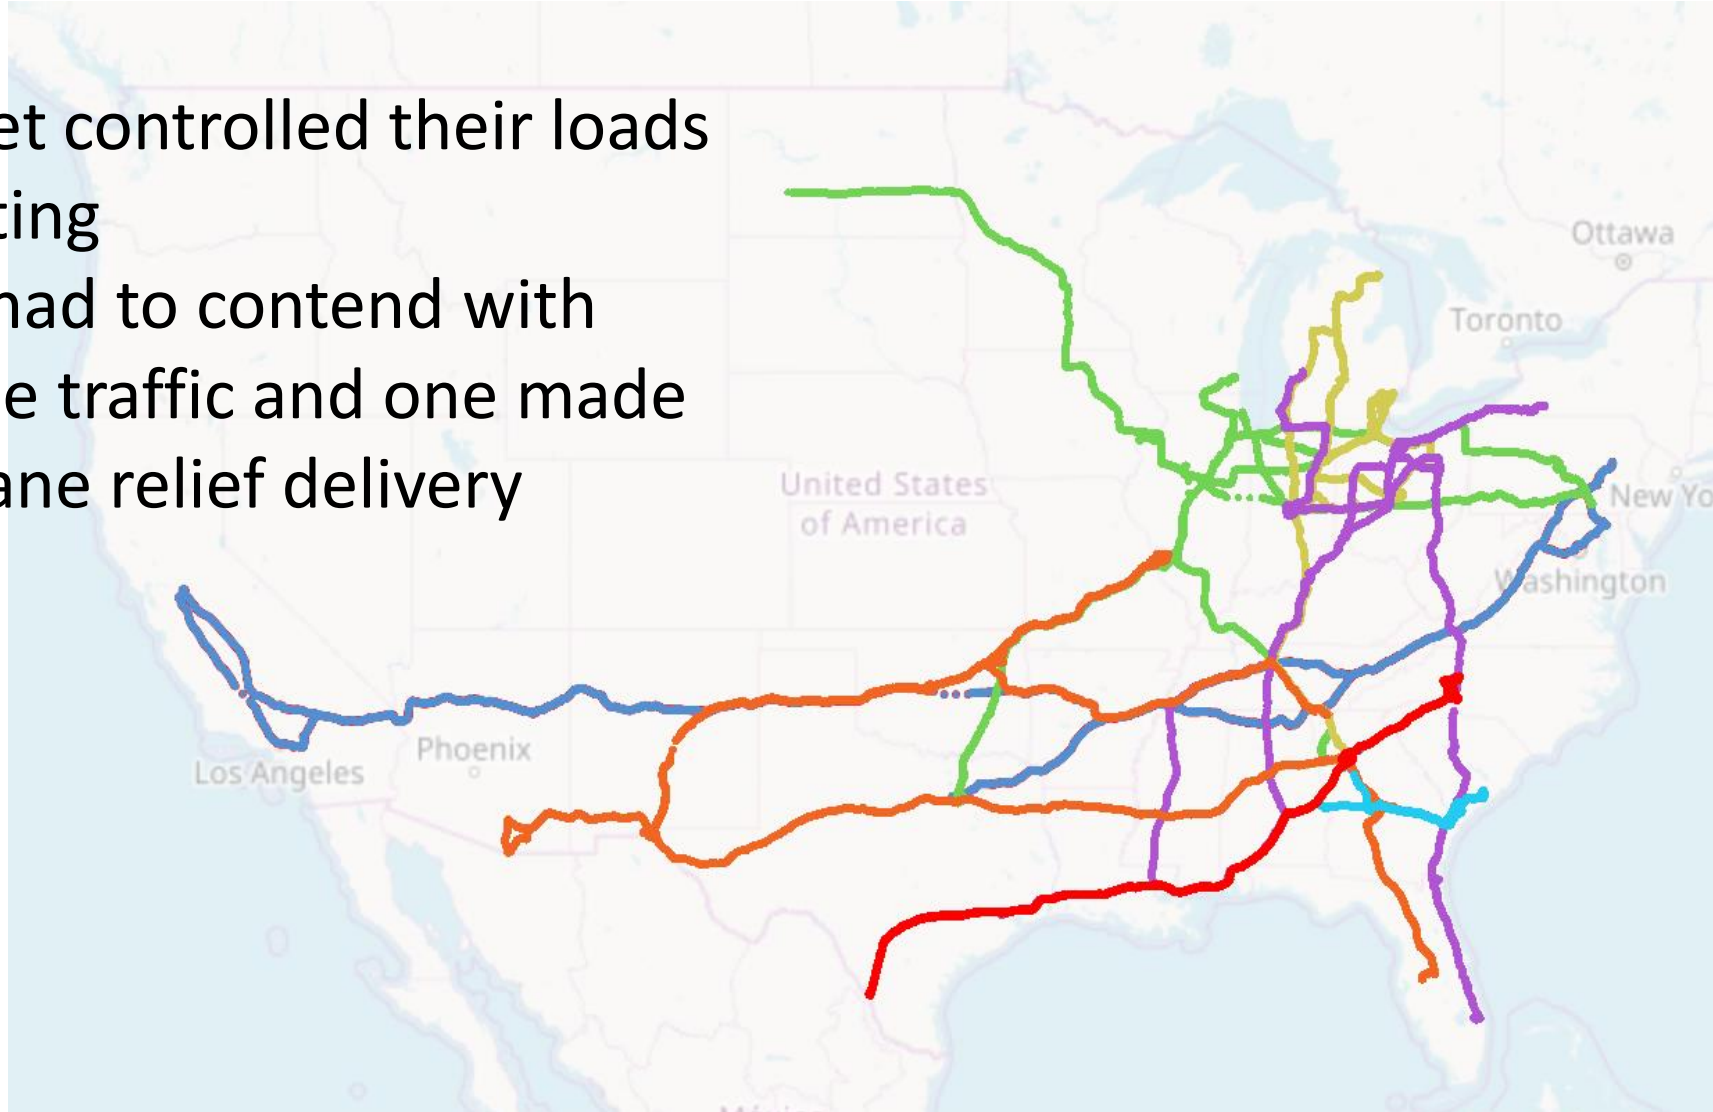 et controlled their loads
ting
had to contend with
e traffic and one made
ane relief delivery
Ottawa
Toronto
United States
of America
New Yo
Washington
Phoenix
Los Angeles